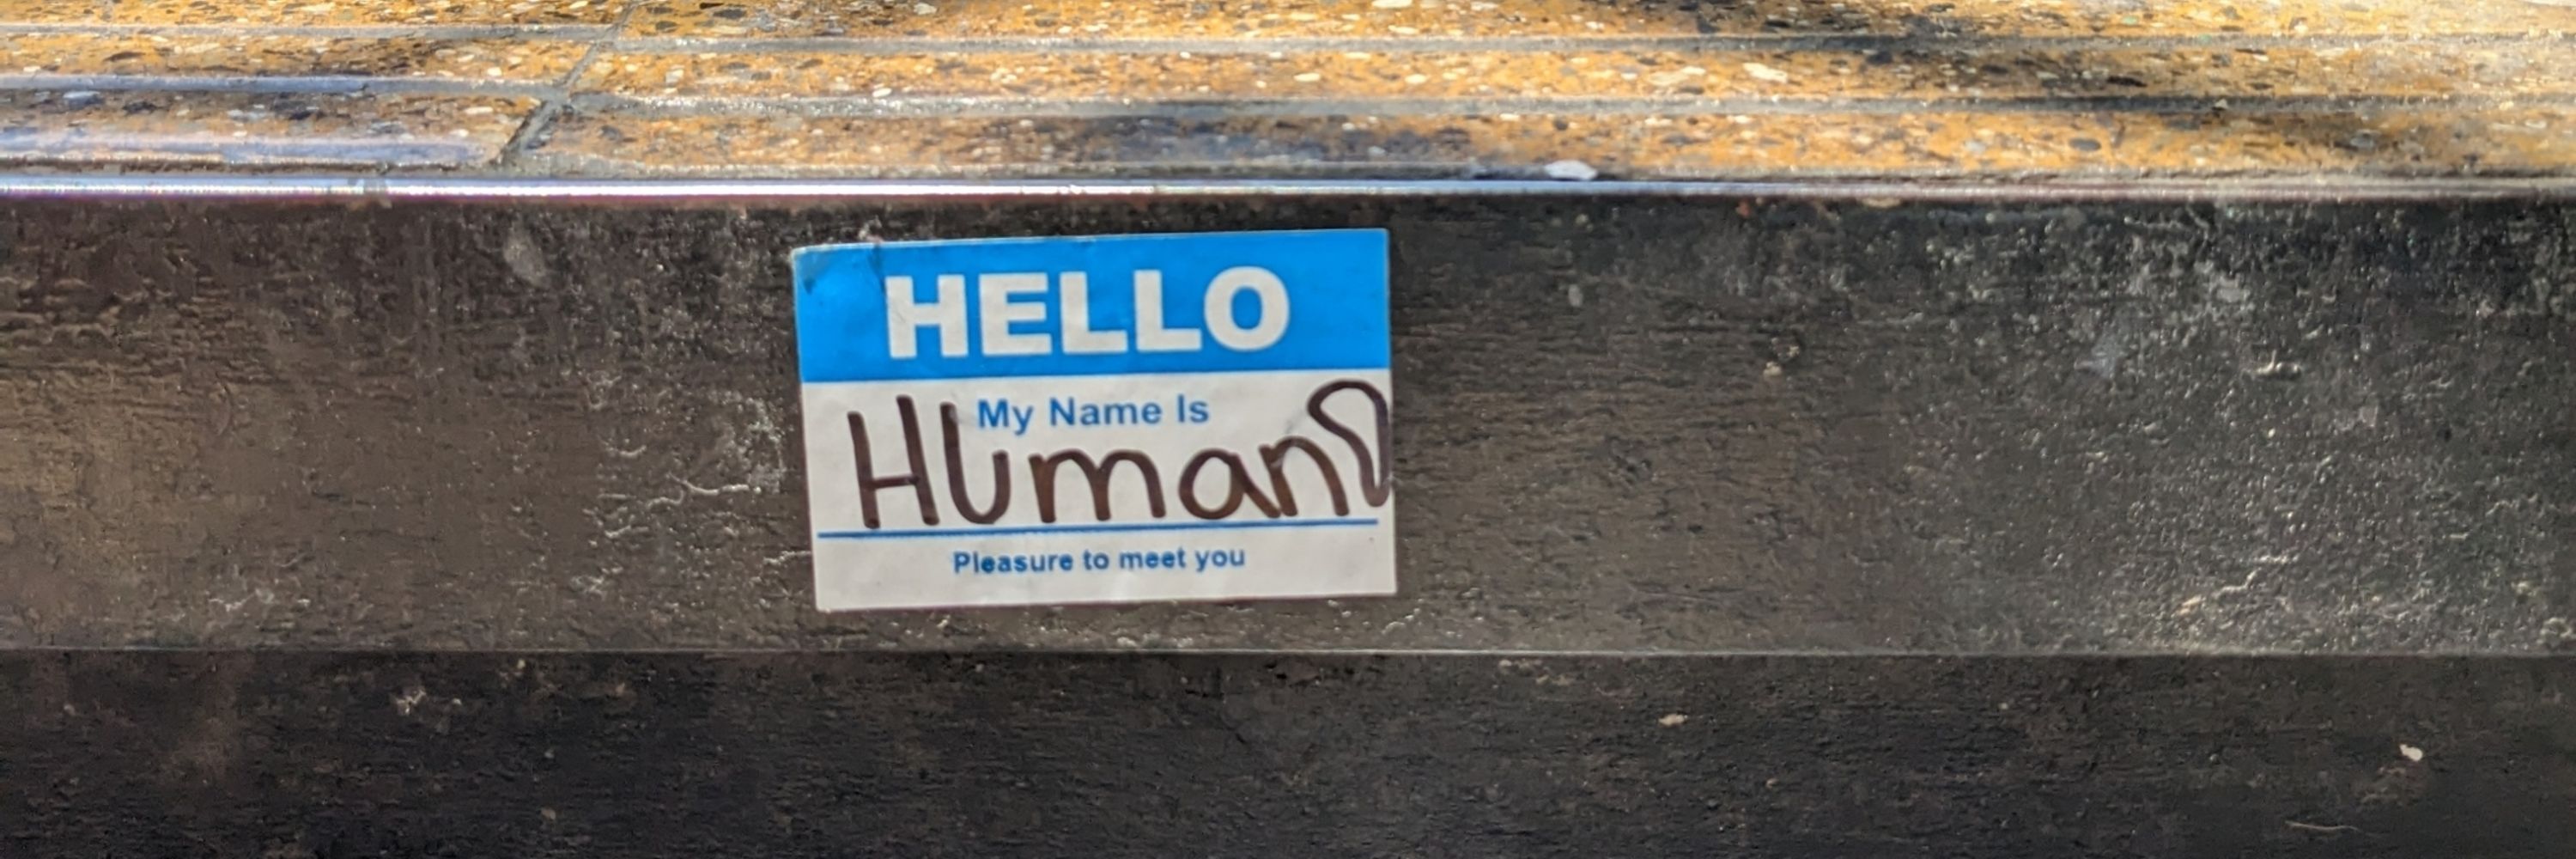 HELLO
My Name Is
Human
Pleasure to meet you